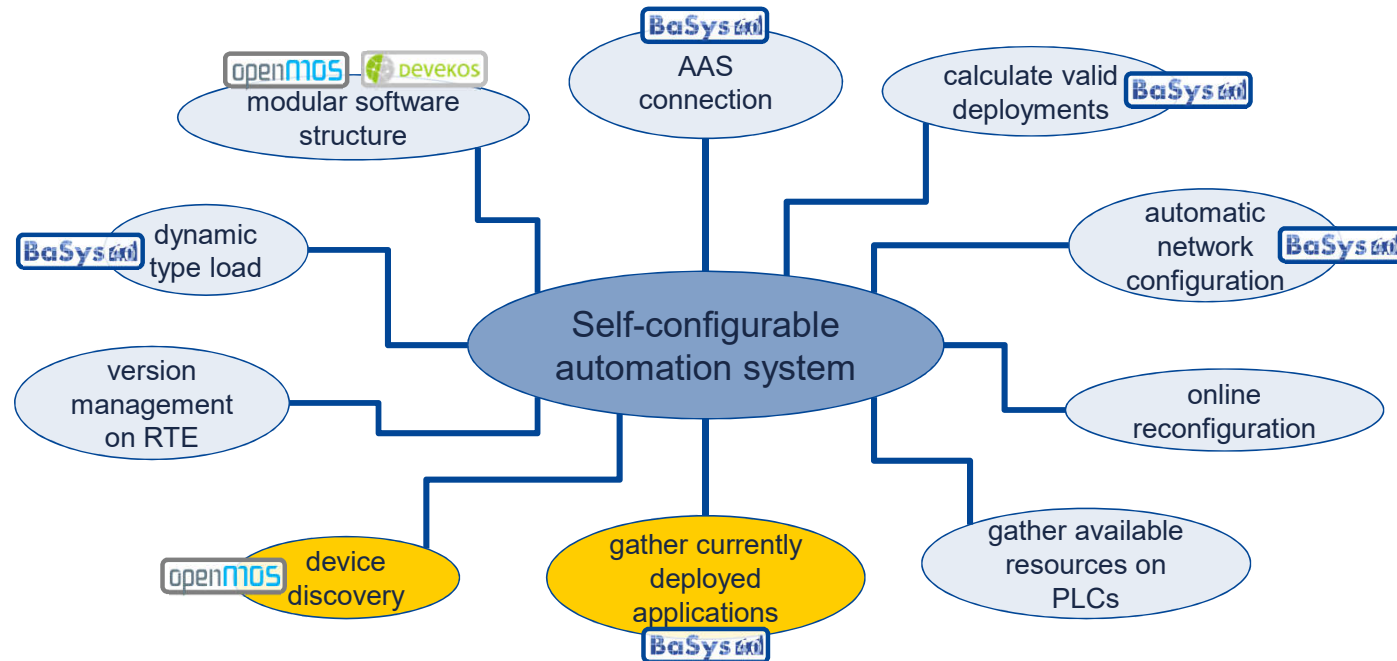 BaSys 4.0
AAS
connection
openMOS
DEVEKOS
modular software
structure
calculate valid
deployments
BaSys 4.0
BaSys 4.0
dynamic
type load
automatic
network
configuration
BaSys 4.0
Self-configurable
automation system
version
management
on RTE
online
reconfiguration
openMOS
device
discovery
gather currently
deployed
applications
BaSys 4.0
gather available
resources on
PLCs